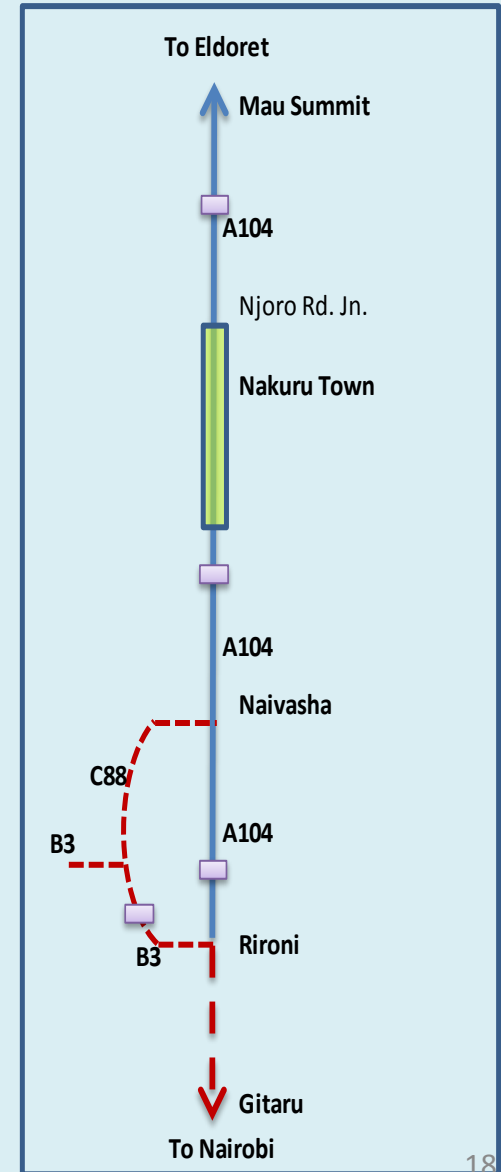 To Eldoret
Mau Summit
A104
Njoro Rd. Jn.
Nakuru Town
A104
Naivasha
C88
A104
B3
Rironi
B3
Gitaru
To Nairobi
18